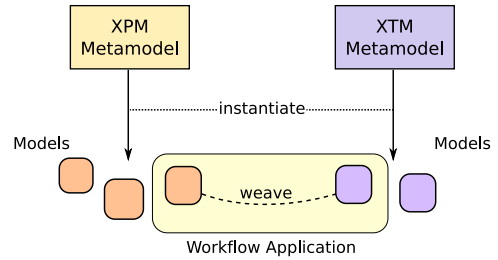 XPM
Metamodel
XTM
Metamodel
instantiate
Models
Models
weave
Workflow Application